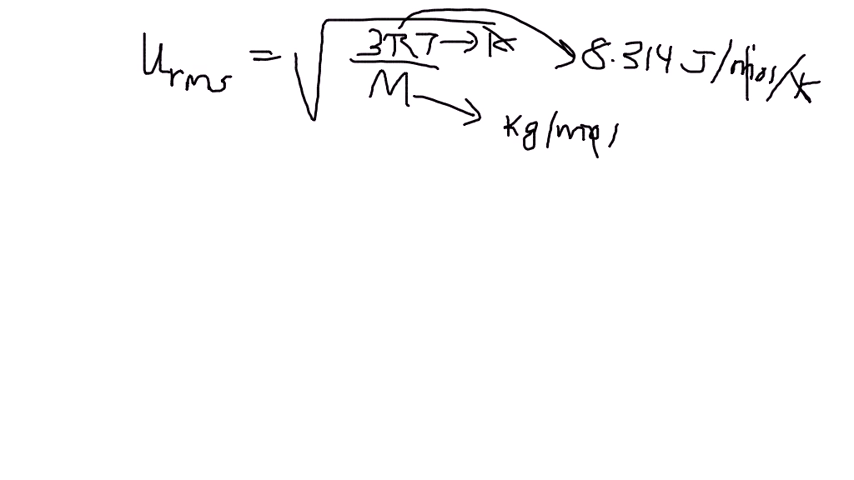 Urms = √(3RT/M) → K → 8.314 J/mol/K
→ kg/mol